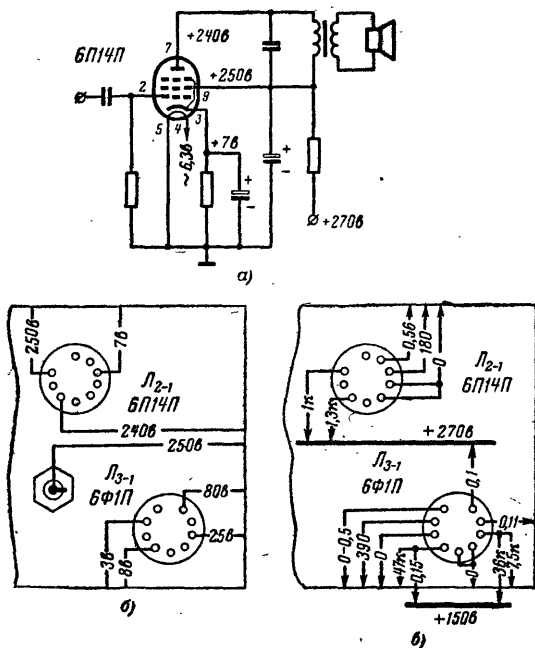 +240в
7
6П14П
+250в
2
9
3
5
4
+7в
~6,3в
+
−
+
−
+270в
а)
250в
7в
Л2-1
6П14П
240в
250в
Л3-1
6Ф1П
80в
25в
3в
8в
б)
0,56
180
0
Л2-1
6П14П
1к
1,3к
+270в
Л3-1
6Ф1П
0,1
0,11
0-0,5
390
0
47к
0,15
0
36к
7,5к
+150в
в)